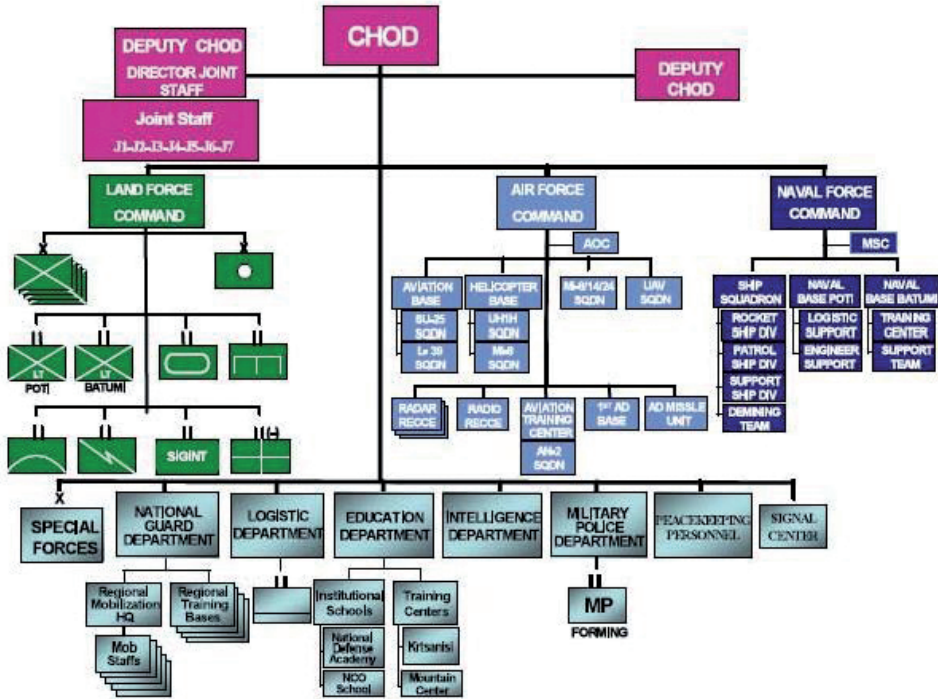 CHOD
DEPUTY CHOD
DIRECTOR JOINT
STAFF
DEPUTY
CHOD
Joint Staff
J1-J2-J3-J4-J5-J6-J7
LAND FORCE
COMMAND
AIR FORCE
COMMAND
NAVAL FORCE
COMMAND
AOC
MSC
X
X
AVIATION
BASE
SU-25
SQDN
L 39
SQDN
HELICOPTER
BASE
UH1H
SQDN
Mi-8
SQDN
Mi-8/14/24
SQDN
UAV
SQDN
SHIP
SQUADRON
ROCKET
SHIP DIV
PATROL
SHIP DIV
SUPPORT
SHIP DIV
DEMINING
TEAM
NAVAL
BASE POTI
LOGISTIC
SUPPORT
ENGINEER
SUPPORT
NAVAL
BASE BATUMI
TRAINING
CENTER
SUPPORT
TEAM
II
LT
POTI
II
LT
BATUMI
II
II
RADAR
RECCE
RADIO
RECCE
AVIATION
TRAINING
CENTER
AN-2
SQDN
1ST AD
BASE
AD MISSLE
UNIT
II
II
II
SIGINT
II(-)
X
SPECIAL
FORCES
NATIONAL
GUARD
DEPARTMENT
LOGISTIC
DEPARTMENT
EDUCATION
DEPARTMENT
INTELLIGENCE
DEPARTMENT
MILITARY
POLICE
DEPARTMENT
PEACEKEEPING
PERSONNEL
SIGNAL
CENTER
Regional
Mobilization
HQ
Mob
Staffs
Regional
Training
Bases
II
Institutional
Schools
National
Defense
Academy
NCO
School
Training
Centers
Krtsanisi
Mountain
Center
II
MP
FORMING